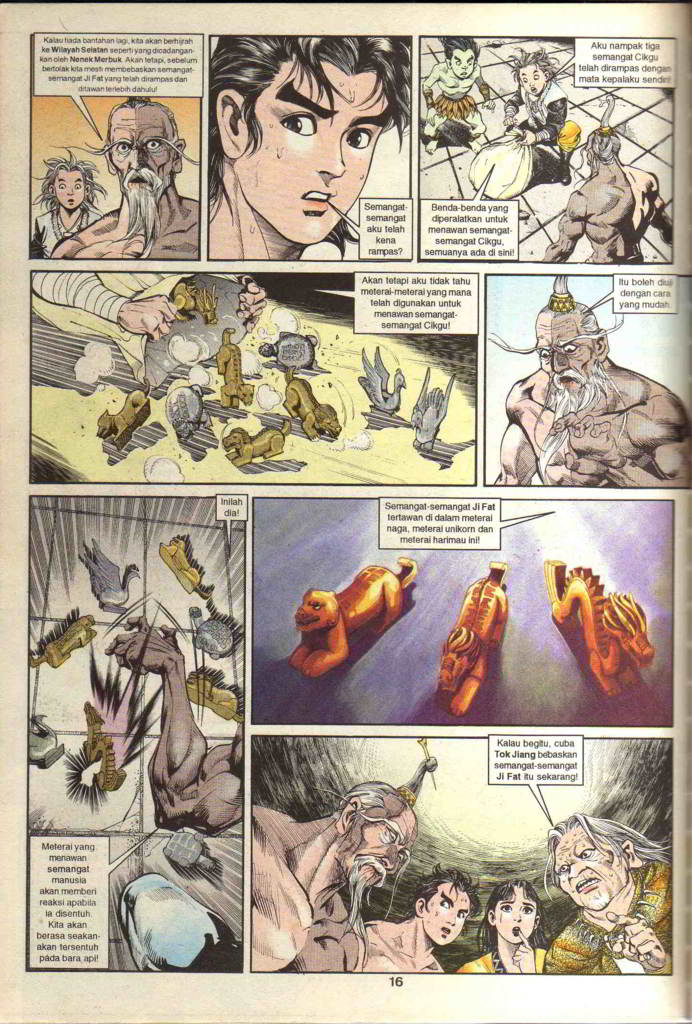 Kalau tiada bantahan lagi, kita akan berhijrah
ke Wilayah Selatan seperti yang dicadangan-
kan oleh Nenek Merbuk. Akan tetapi, sebelum
bertolak kita mesti membebaskan semangat-
semangat Ji Fat yang telah dirampas dan
ditawan terlebih dahulu!
Semangat-
semangat
aku telah
kena
rampas?
Aku nampak tiga
semangat Cikgu
telah dirampas dengan
mata kepalaku sendiri
Benda-benda yang
diperalatkan untuk
menawan semangat-
semangat Cikgu,
semuanya ada di sini!
Akan tetapi aku tidak tahu
meterai-meterai yang mana
telah digunakan untuk
menawan semangat-
semangat Cikgu!
Itu boleh diuji
dengan cara
yang mudah.
Inilah
dia!
Semangat-semangat Ji Fat
tertawan di dalam meterai
naga, meterai unikorn dan
meterai harimau ini!
Meterai yang
menawan
semangat
manusia
akan memberi
reaksi apabila
ia disentuh.
Kita akan
berasa seakan-
akan tersentuh
pada bara api!
Kalau begitu, cuba
Tok Jiang bebaskan
semangat-semangat
Ji Fat itu sekarang!
16